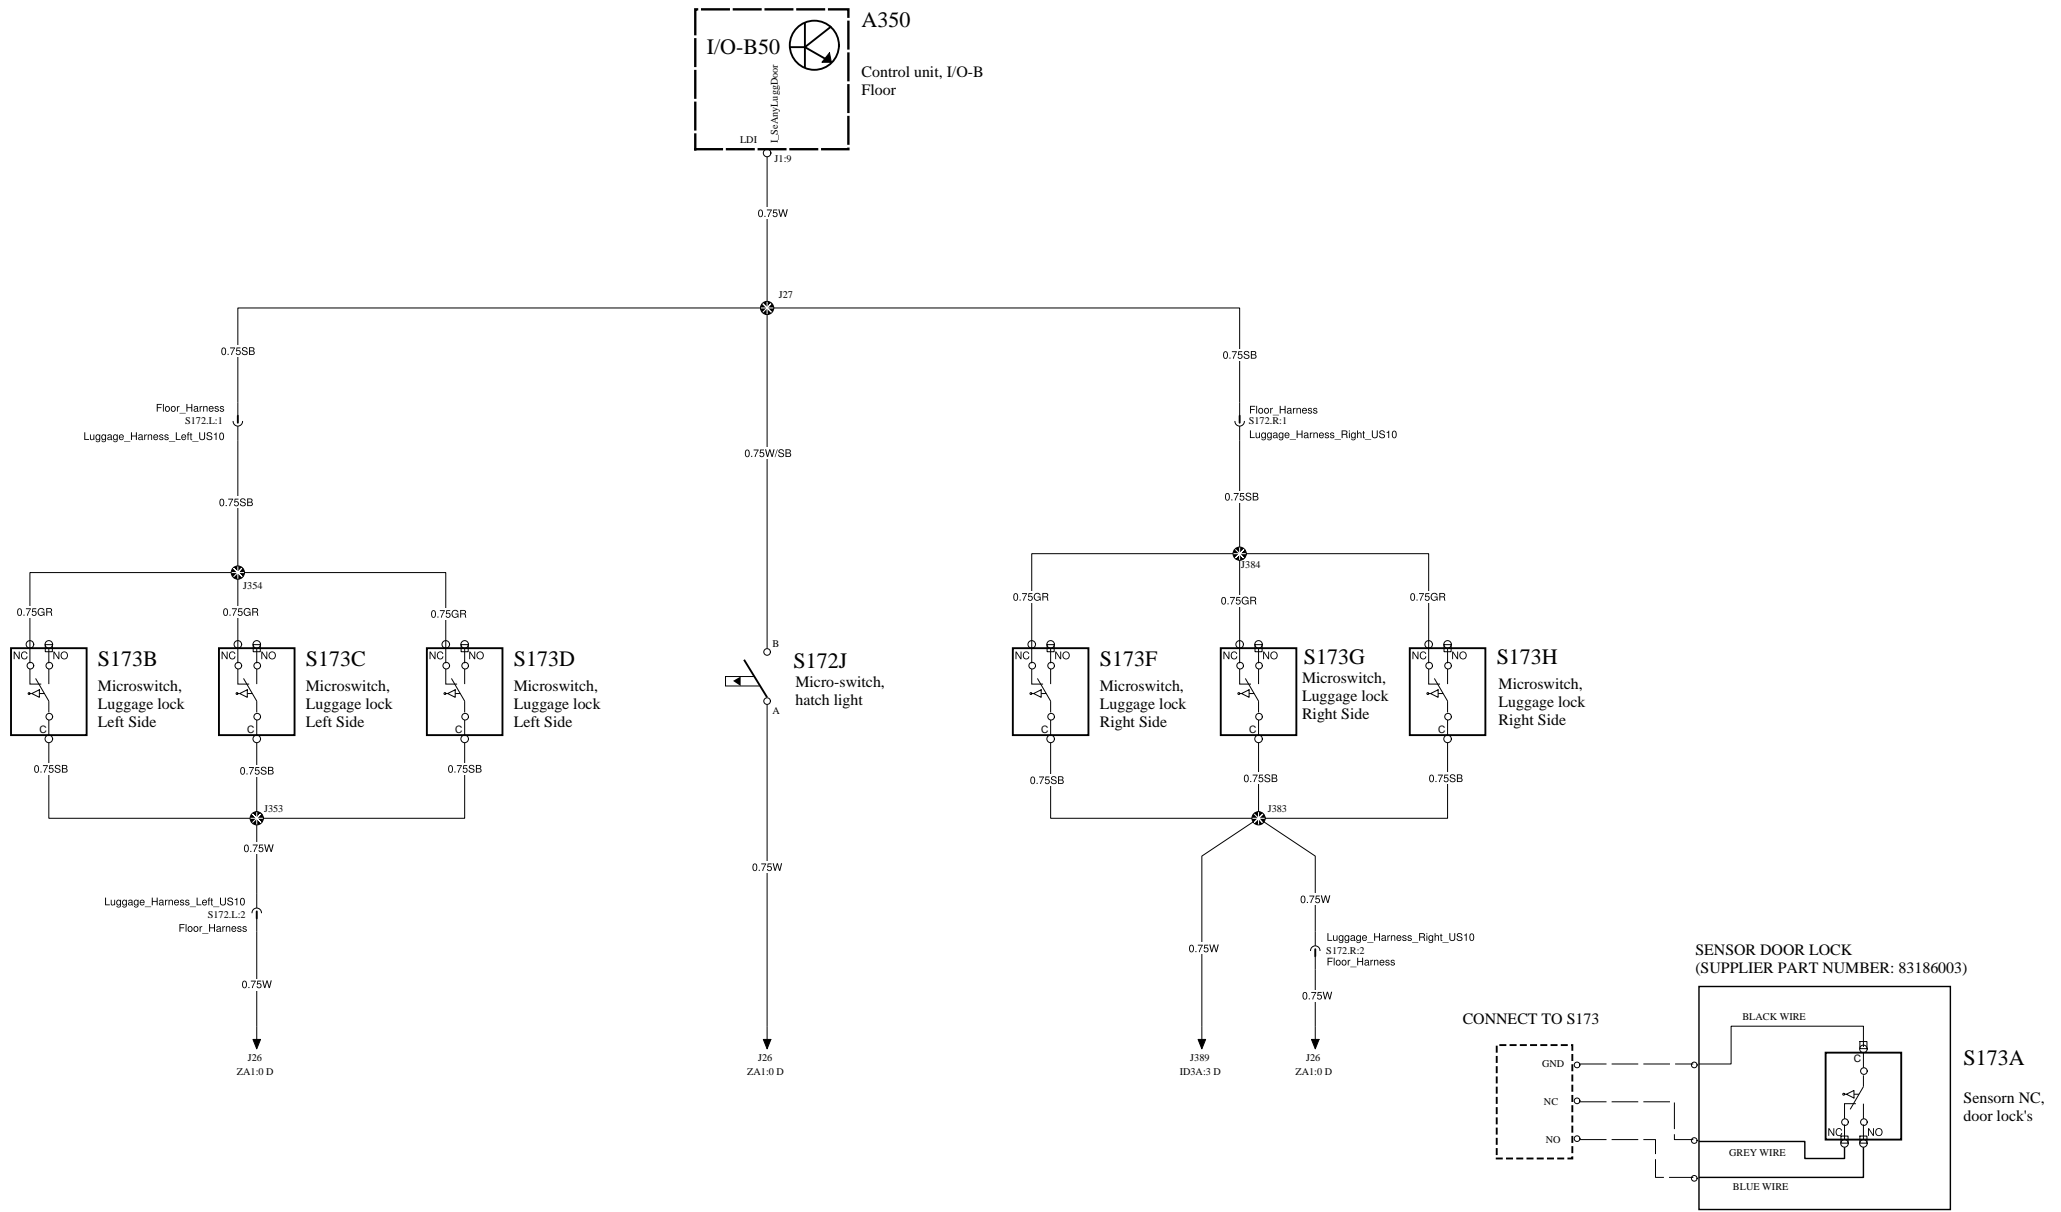 A350
I/O-B50
Control unit, I/O-B
Floor
I_SeAnyLuggDoor
LDI
J1:9
0.75W
J27
0.75SB
0.75SB
Floor_Harness
S172.L:1
Luggage_Harness_Left_US10
Floor_Harness
S172.R:1
Luggage_Harness_Right_US10
0.75W/SB
0.75SB
0.75SB
J354
J384
0.75GR
0.75GR
0.75GR
0.75GR
0.75GR
0.75GR
NC
NO
C
S173B
Microswitch,
Luggage lock
Left Side
NC
NO
C
S173C
Microswitch,
Luggage lock
Left Side
NC
NO
C
S173D
Microswitch,
Luggage lock
Left Side
B
S172J
Micro-switch,
hatch light
A
NC
NO
C
S173F
Microswitch,
Luggage lock
Right Side
NC
NO
C
S173G
Microswitch,
Luggage lock
Right Side
NC
NO
C
S173H
Microswitch,
Luggage lock
Right Side
0.75SB
0.75SB
0.75SB
0.75SB
0.75SB
0.75SB
J353
J383
0.75W
0.75W
0.75W
Luggage_Harness_Left_US10
S172.L:2
Floor_Harness
0.75W
Luggage_Harness_Right_US10
S172.R:2
Floor_Harness
0.75W
0.75W
J26
ZA1:0 D
J26
ZA1:0 D
J389
ID3A:3 D
J26
ZA1:0 D
SENSOR DOOR LOCK
(SUPPLIER PART NUMBER: 83186003)
CONNECT TO S173
BLACK WIRE
GND
NC
NO
C
NC
NO
S173A
Sensorn NC,
door lock's
GREY WIRE
BLUE WIRE